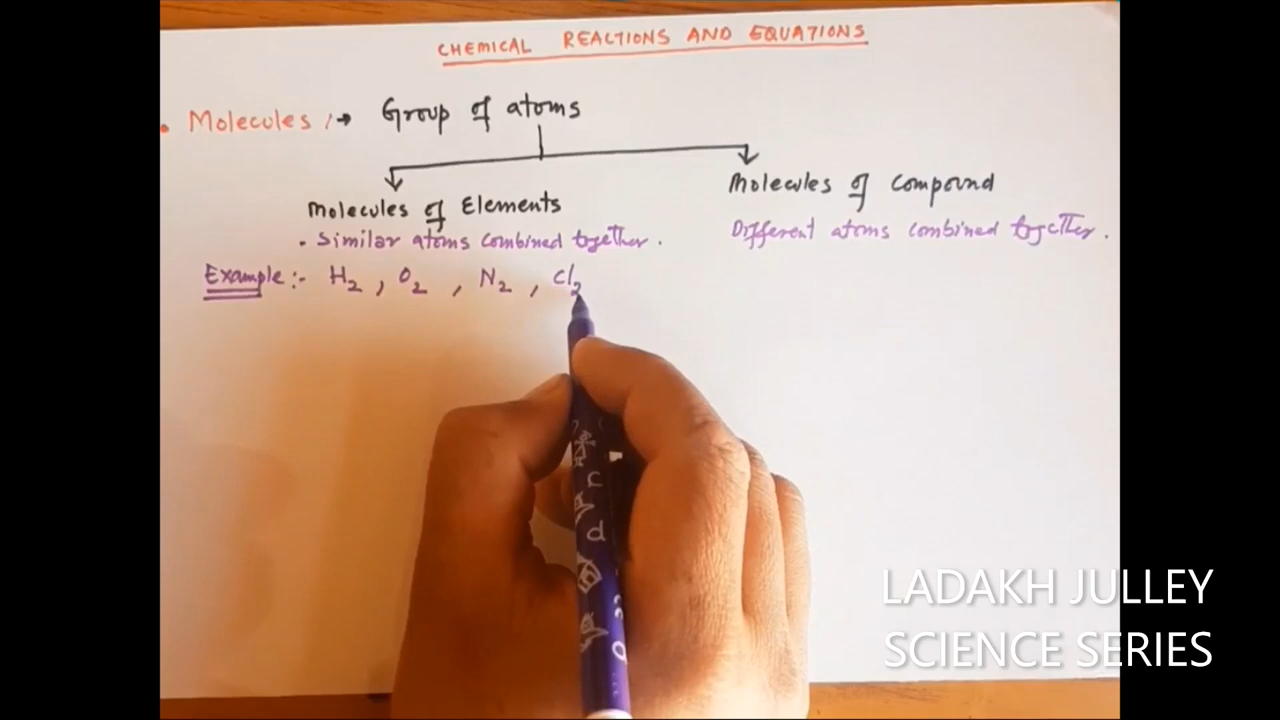 CHEMICAL REACTIONS AND EQUATIONS
• Molecules :→ Group of atoms
Molecules of Elements
• Similar atoms combined together.
Example :- H₂ , O₂ , N₂ , Cl₂
Molecules of Compound
Different atoms combined together.
LADAKH JULLEY
SCIENCE SERIES